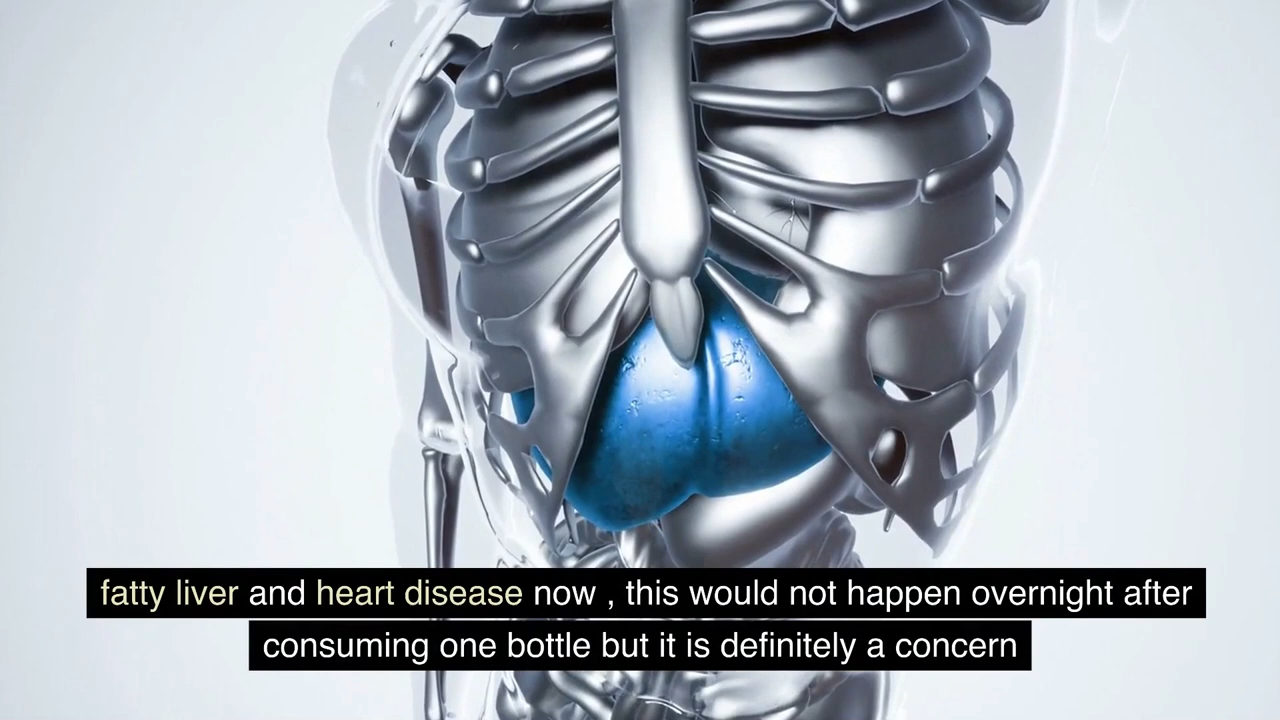 fatty liver and heart disease now , this would not happen overnight after
consuming one bottle but it is definitely a concern